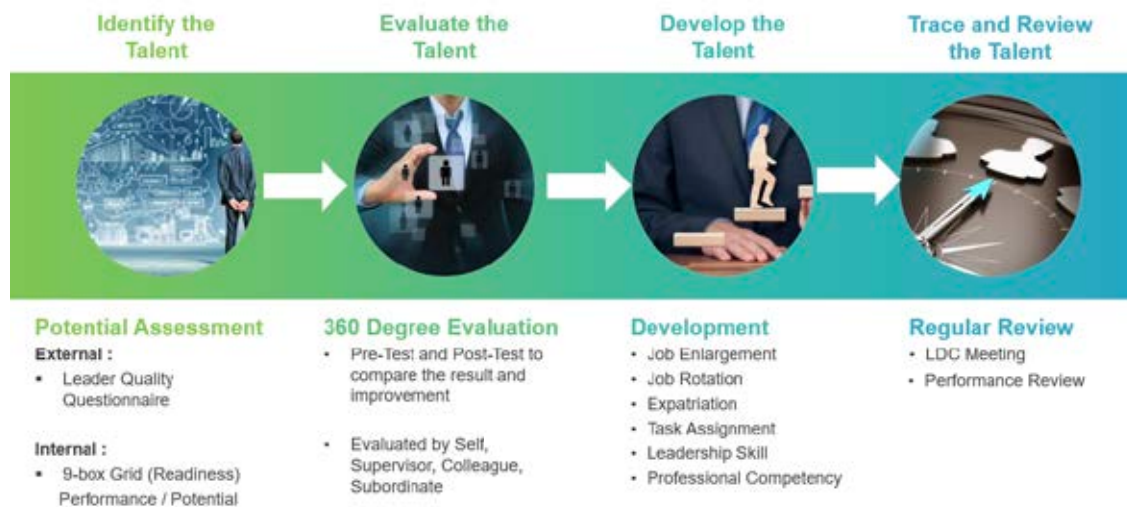 Identify the
Talent
Evaluate the
Talent
Develop the
Talent
Trace and Review
the Talent
Potential Assessment
External :
▪ Leader Quality
Questionnaire
Internal :
▪ 9-box Grid (Readiness)
Performance / Potential
360 Degree Evaluation
• Pre-Test and Post-Test to
compare the result and
improvement
• Evaluated by Self,
Supervisor, Colleague,
Subordinate
Development
• Job Enlargement
• Job Rotation
• Expatriation
• Task Assignment
• Leadership Skill
• Professional Competency
Regular Review
• LDC Meeting
• Performance Review